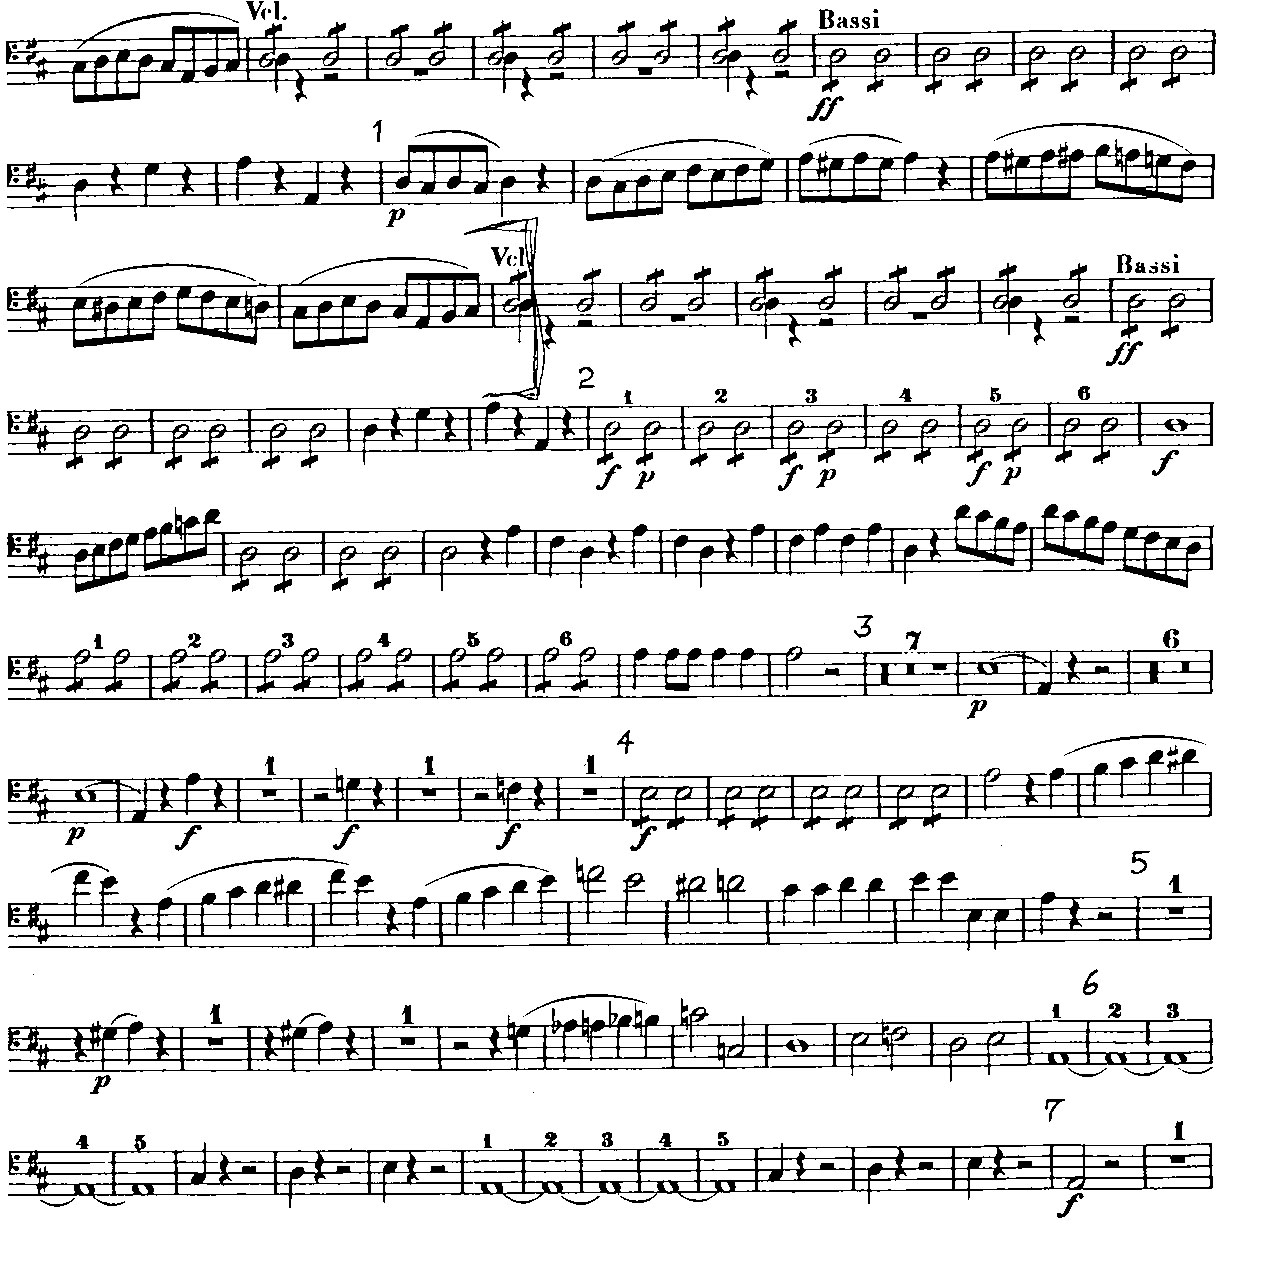 Vcl. Bassi
ff
1
p
Vcl Bassi
ff
2 1 2 3 4 5 6
f p f p f p f
1 2 3 4 5 6 3 7 6
p
1 1 1 4
p f f f f
5 1
1 1 6 1 2 3
p
4 5 1 2 3 4 5 7 1
f